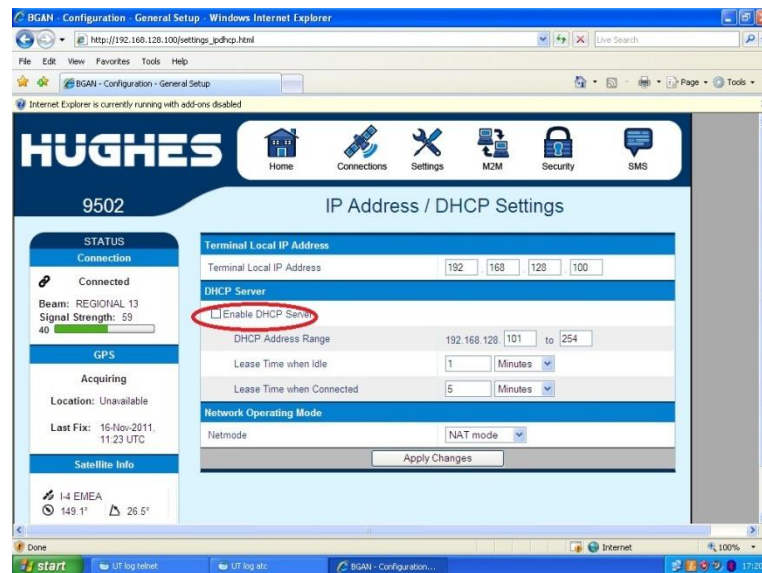 BGAN - Configuration - General Setup - Windows Internet Explorer
http://192.168.128.100/settings_ipdhcp.html
Live Search
File Edit View Favorites Tools Help
BGAN - Configuration - General Setup
Page Tools
Internet Explorer is currently running with add-ons disabled
HUGHES
Home Connections Settings M2M Security SMS
9502
IP Address / DHCP Settings
STATUS
Connection
Connected
Beam: REGIONAL 13
Signal Strength: 59
40
GPS
Acquiring
Location: Unavailable
Last Fix: 16-Nov-2011, 11:23 UTC
Satellite Info
I-4 EMEA
149.1° 26.5°
Terminal Local IP Address
Terminal Local IP Address 192 . 168 . 128 . 100
DHCP Server
Enable DHCP Server
DHCP Address Range 192.168.128. 101 to 254
Lease Time when Idle 1 Minutes
Lease Time when Connected 5 Minutes
Network Operating Mode
Netmode NAT mode
Apply Changes
Done Internet 100%
start UT log telnet UT log atc BGAN - Configuration... 17:20